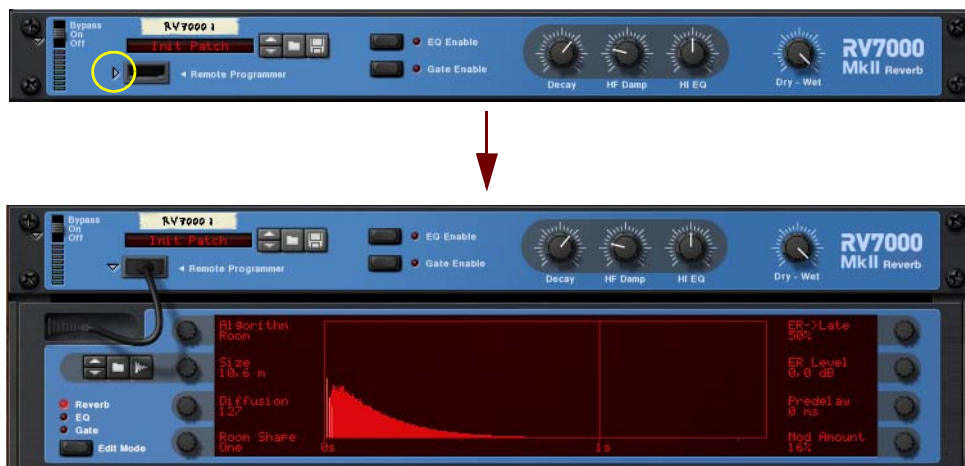 Bypass
On
Off
RV7000 1
Init Patch
Remote Programmer
EQ Enable
Gate Enable
Decay
HF Damp
HI EQ
Dry - Wet
RV7000
MkII Reverb
Bypass
On
Off
RV7000 1
Init Patch
Remote Programmer
EQ Enable
Gate Enable
Decay
HF Damp
HI EQ
Dry - Wet
RV7000
MkII Reverb
Algorithm
Room
Size
10,6 m
Diffusion
127
Room Shape
One
0s
1s
ER->Late
50%
ER Level
0,0 dB
Predelay
0 ms
Mod Amount
16%
Reverb
EQ
Gate
Edit Mode